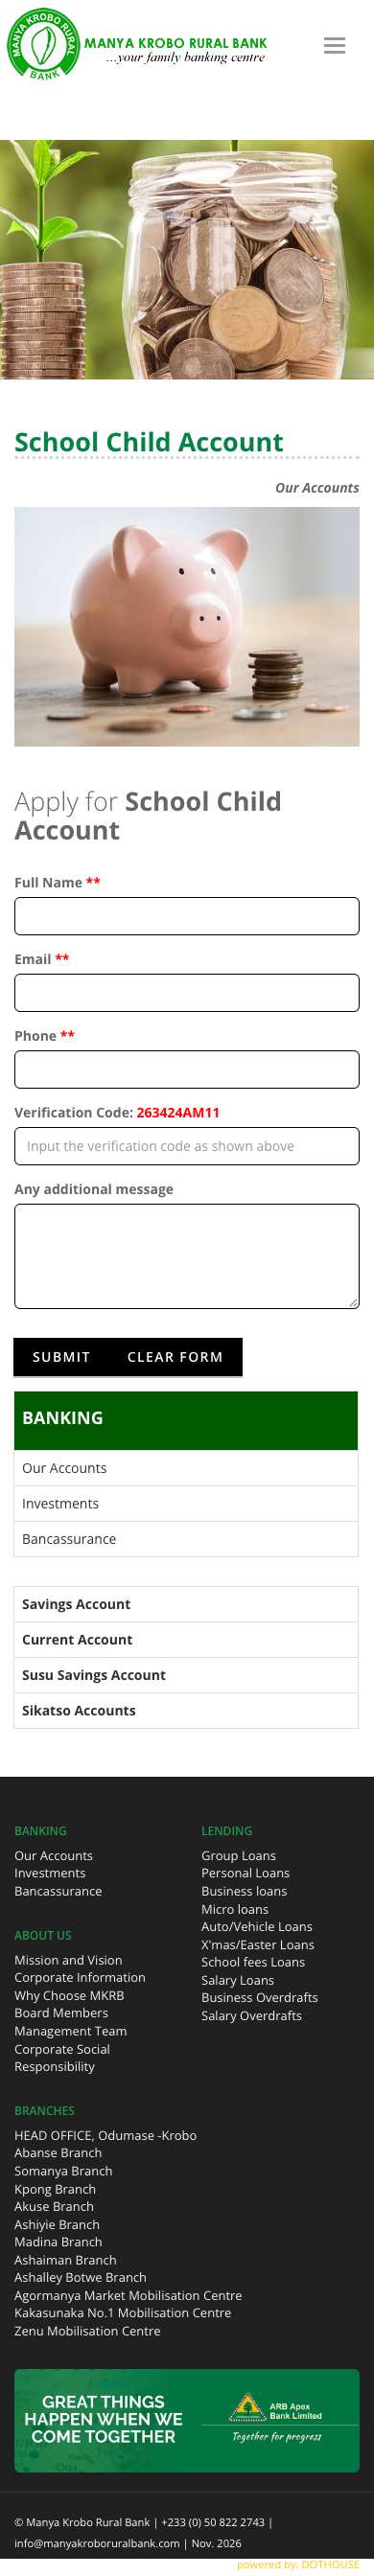 MANYA KROBO RURAL
BANK
MANYA KROBO RURAL BANK
...your family banking centre
School Child Account
Our Accounts
Apply for School Child
Account
Full Name **
Email **
Phone **
Verification Code: 263424AM11
Input the verification code as shown above
Any additional message
SUBMIT
CLEAR FORM
BANKING
Our Accounts
Investments
Bancassurance
Savings Account
Current Account
Susu Savings Account
Sikatso Accounts
BANKING
Our Accounts
Investments
Bancassurance
ABOUT US
Mission and Vision
Corporate Information
Why Choose MKRB
Board Members
Management Team
Corporate Social
Responsibility
LENDING
Group Loans
Personal Loans
Business loans
Micro loans
Auto/Vehicle Loans
X'mas/Easter Loans
School fees Loans
Salary Loans
Business Overdrafts
Salary Overdrafts
BRANCHES
HEAD OFFICE, Odumase -Krobo
Abanse Branch
Somanya Branch
Kpong Branch
Akuse Branch
Ashiyie Branch
Madina Branch
Ashaiman Branch
Ashalley Botwe Branch
Agormanya Market Mobilisation Centre
Kakasunaka No.1 Mobilisation Centre
Zenu Mobilisation Centre
GREAT THINGS
HAPPEN WHEN WE
COME TOGETHER
ARB Apex
Bank Limited
Together for progress
© Manya Krobo Rural Bank | +233 (0) 50 822 2743 |
info@manyakroboruralbank.com | Nov. 2026
powered by: DOTHOUSE